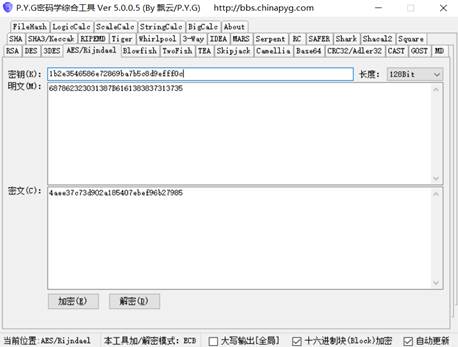 P.Y.G密码学综合工具 Ver 5.0.0.5 (By 飘云/P.Y.G) http://bbs.chinapyg.com
FileHash LogicCalc ScaleCalc StringCalc BigCalc About
SHA SHA3/Keccak RIPEMD Tiger Whirlpool 3-Way IDEA MARS Serpent RC SAFER Shark Shacal2 Square
RSA DES 3DES AES/Rijndael Blowfish TwoFish TEA Skipjack Camellia Base64 CRC32/Adler32 CAST GOST MD
密钥(K): 1b2e3546586e72869ba7b5c8d9efff0c 长度: 128Bit
明文(M): 687862323031387B6161383837313735
密文(C): 4aee37c73d902a185407ebef96b27985
加密(E) 解密(D)
当前位置:AES/Rijndael 本工具加/解密模式: ECB 大写输出[全局] 十六进制块(Block)加密 自动更新